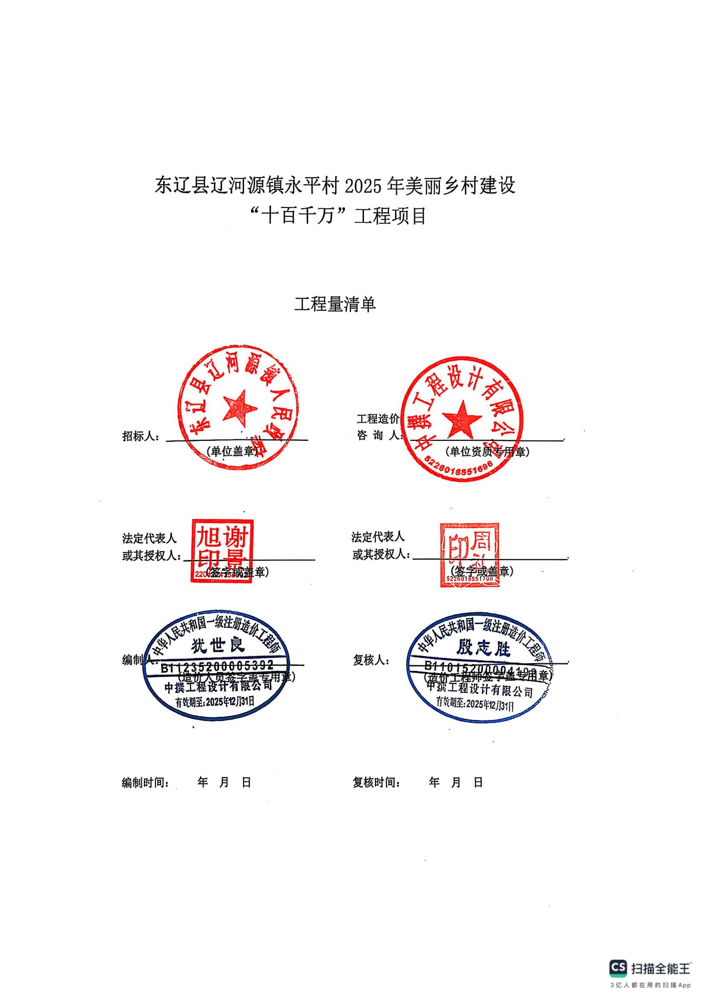 东辽县辽河源镇永平村 2025 年美丽乡村建设
“十百千万”工程项目
工程量清单
东辽县辽河源镇人民政府
招标人：
(单位盖章)
中撰工程设计有限公司
5226018851696
工程造价
咨 询 人：
(单位资质专用章)
法定代表人
或其授权人：
谢景旭印
(签字或盖章)
法定代表人
或其授权人：
周印
5226018851700
(签字或盖章)
中华人民共和国一级注册造价工程师
犹世良
编制人：
B11235200005392
(造价人员签字盖专用章)
中撰工程设计有限公司
有效期至:2025年12月31日
中华人民共和国一级注册造价工程师
殷志胜
复核人：
(造价工程师签字盖专用章)
中撰工程设计有限公司
有效期至:2025年12月31日
编制时间： 年 月 日
复核时间： 年 月 日
CS 扫描全能王
3亿人都在用的扫描App